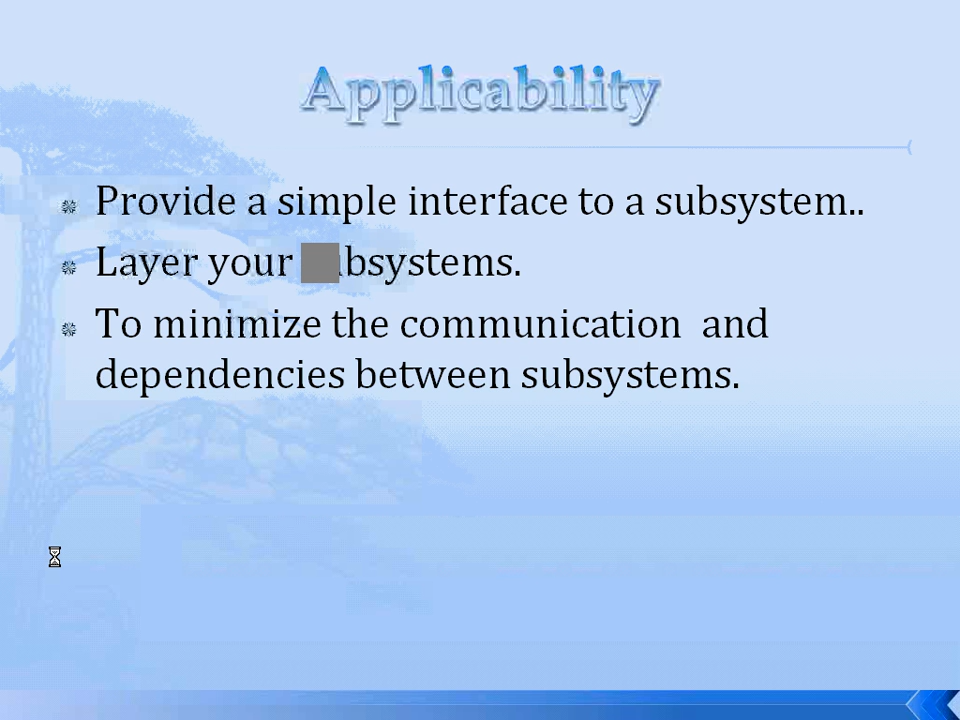 Applicability
Provide a simple interface to a subsystem..
Layer your
To minimize the communication and
dependencies between subsystems.